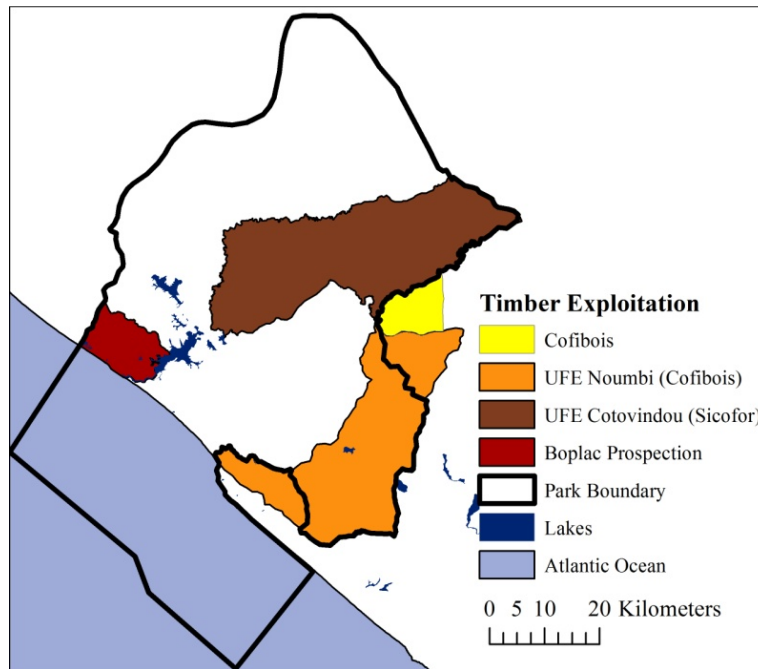 Timber Exploitation
Cofibois
UFE Noumbi (Cofibois)
UFE Cotovindou (Sicofor)
Boplac Prospection
Park Boundary
Lakes
Atlantic Ocean
0 5 10 20 Kilometers